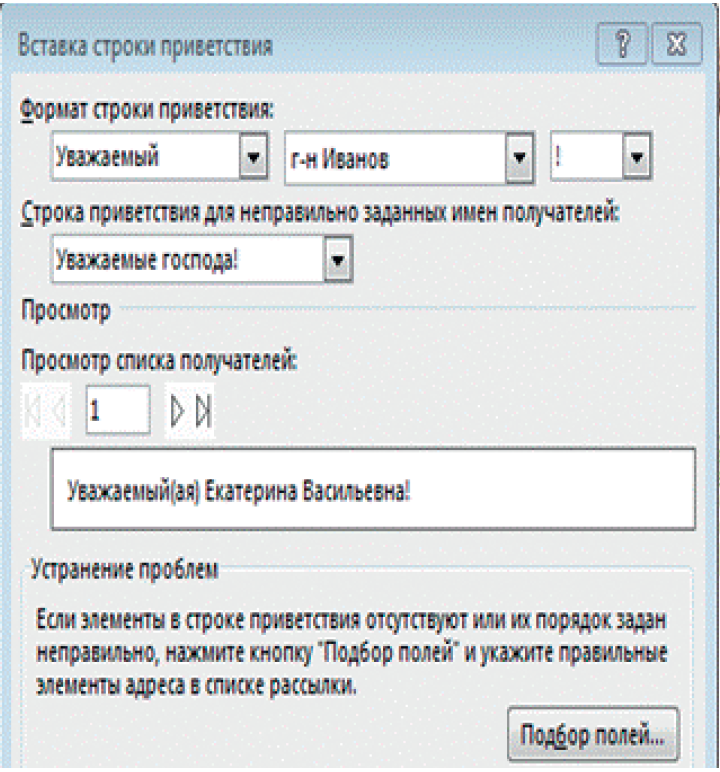 Вставка строки приветствия
Формат строки приветствия:
Уважаемый г-н Иванов !
Строка приветствия для неправильно заданных имен получателей:
Уважаемые господа!
Просмотр
Просмотр списка получателей:
1
Уважаемый(ая) Екатерина Васильевна!
Устранение проблем
Если элементы в строке приветствия отсутствуют или их порядок задан
неправильно, нажмите кнопку "Подбор полей" и укажите правильные
элементы адреса в списке рассылки.
Подбор полей...